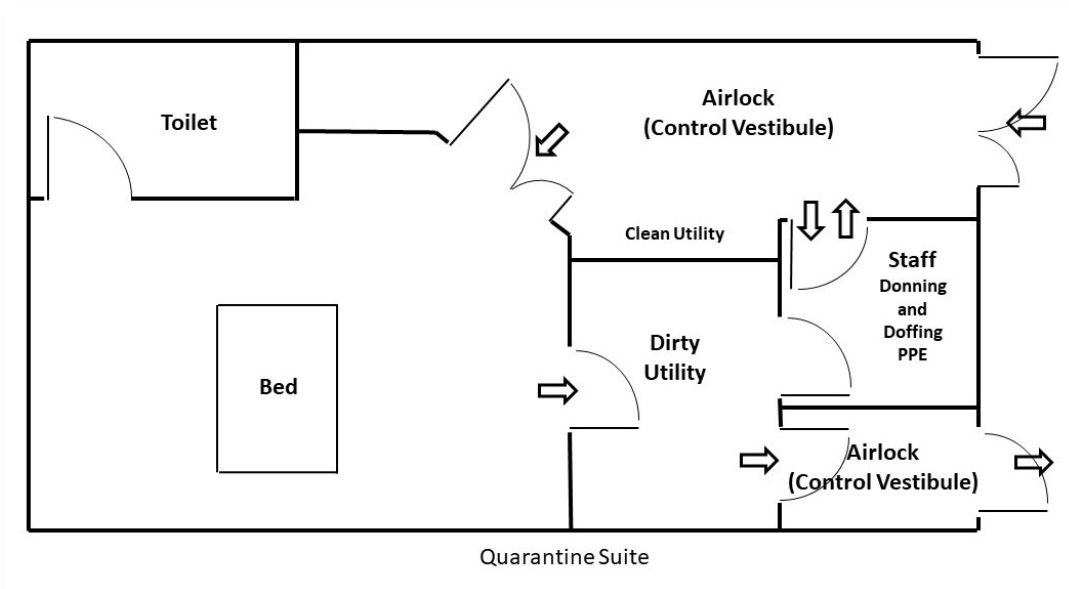 Toilet
Airlock
(Control Vestibule)
Clean Utility
Staff
Donning
and
Doffing
PPE
Dirty
Utility
Bed
Airlock
(Control Vestibule)
Quarantine Suite